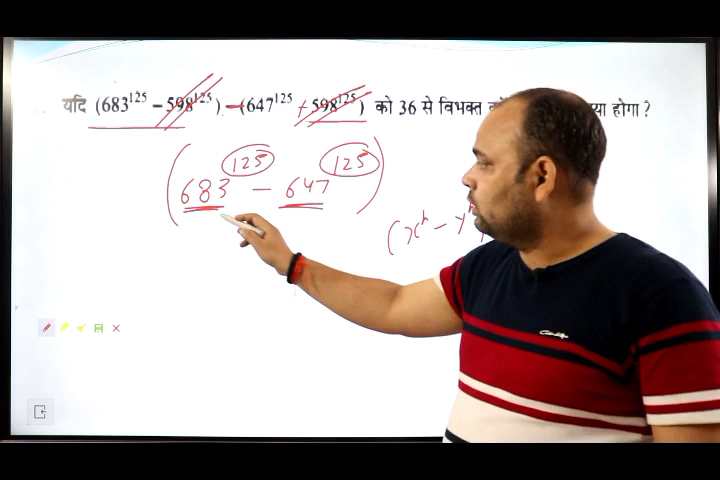 यदि (683¹²⁵ − 598¹²⁵) − (647¹²⁵ + 598¹²⁵) को 36 से विभक्त होगा ?
(683¹²⁵ − 647¹²⁵)
(xⁿ − yⁿ